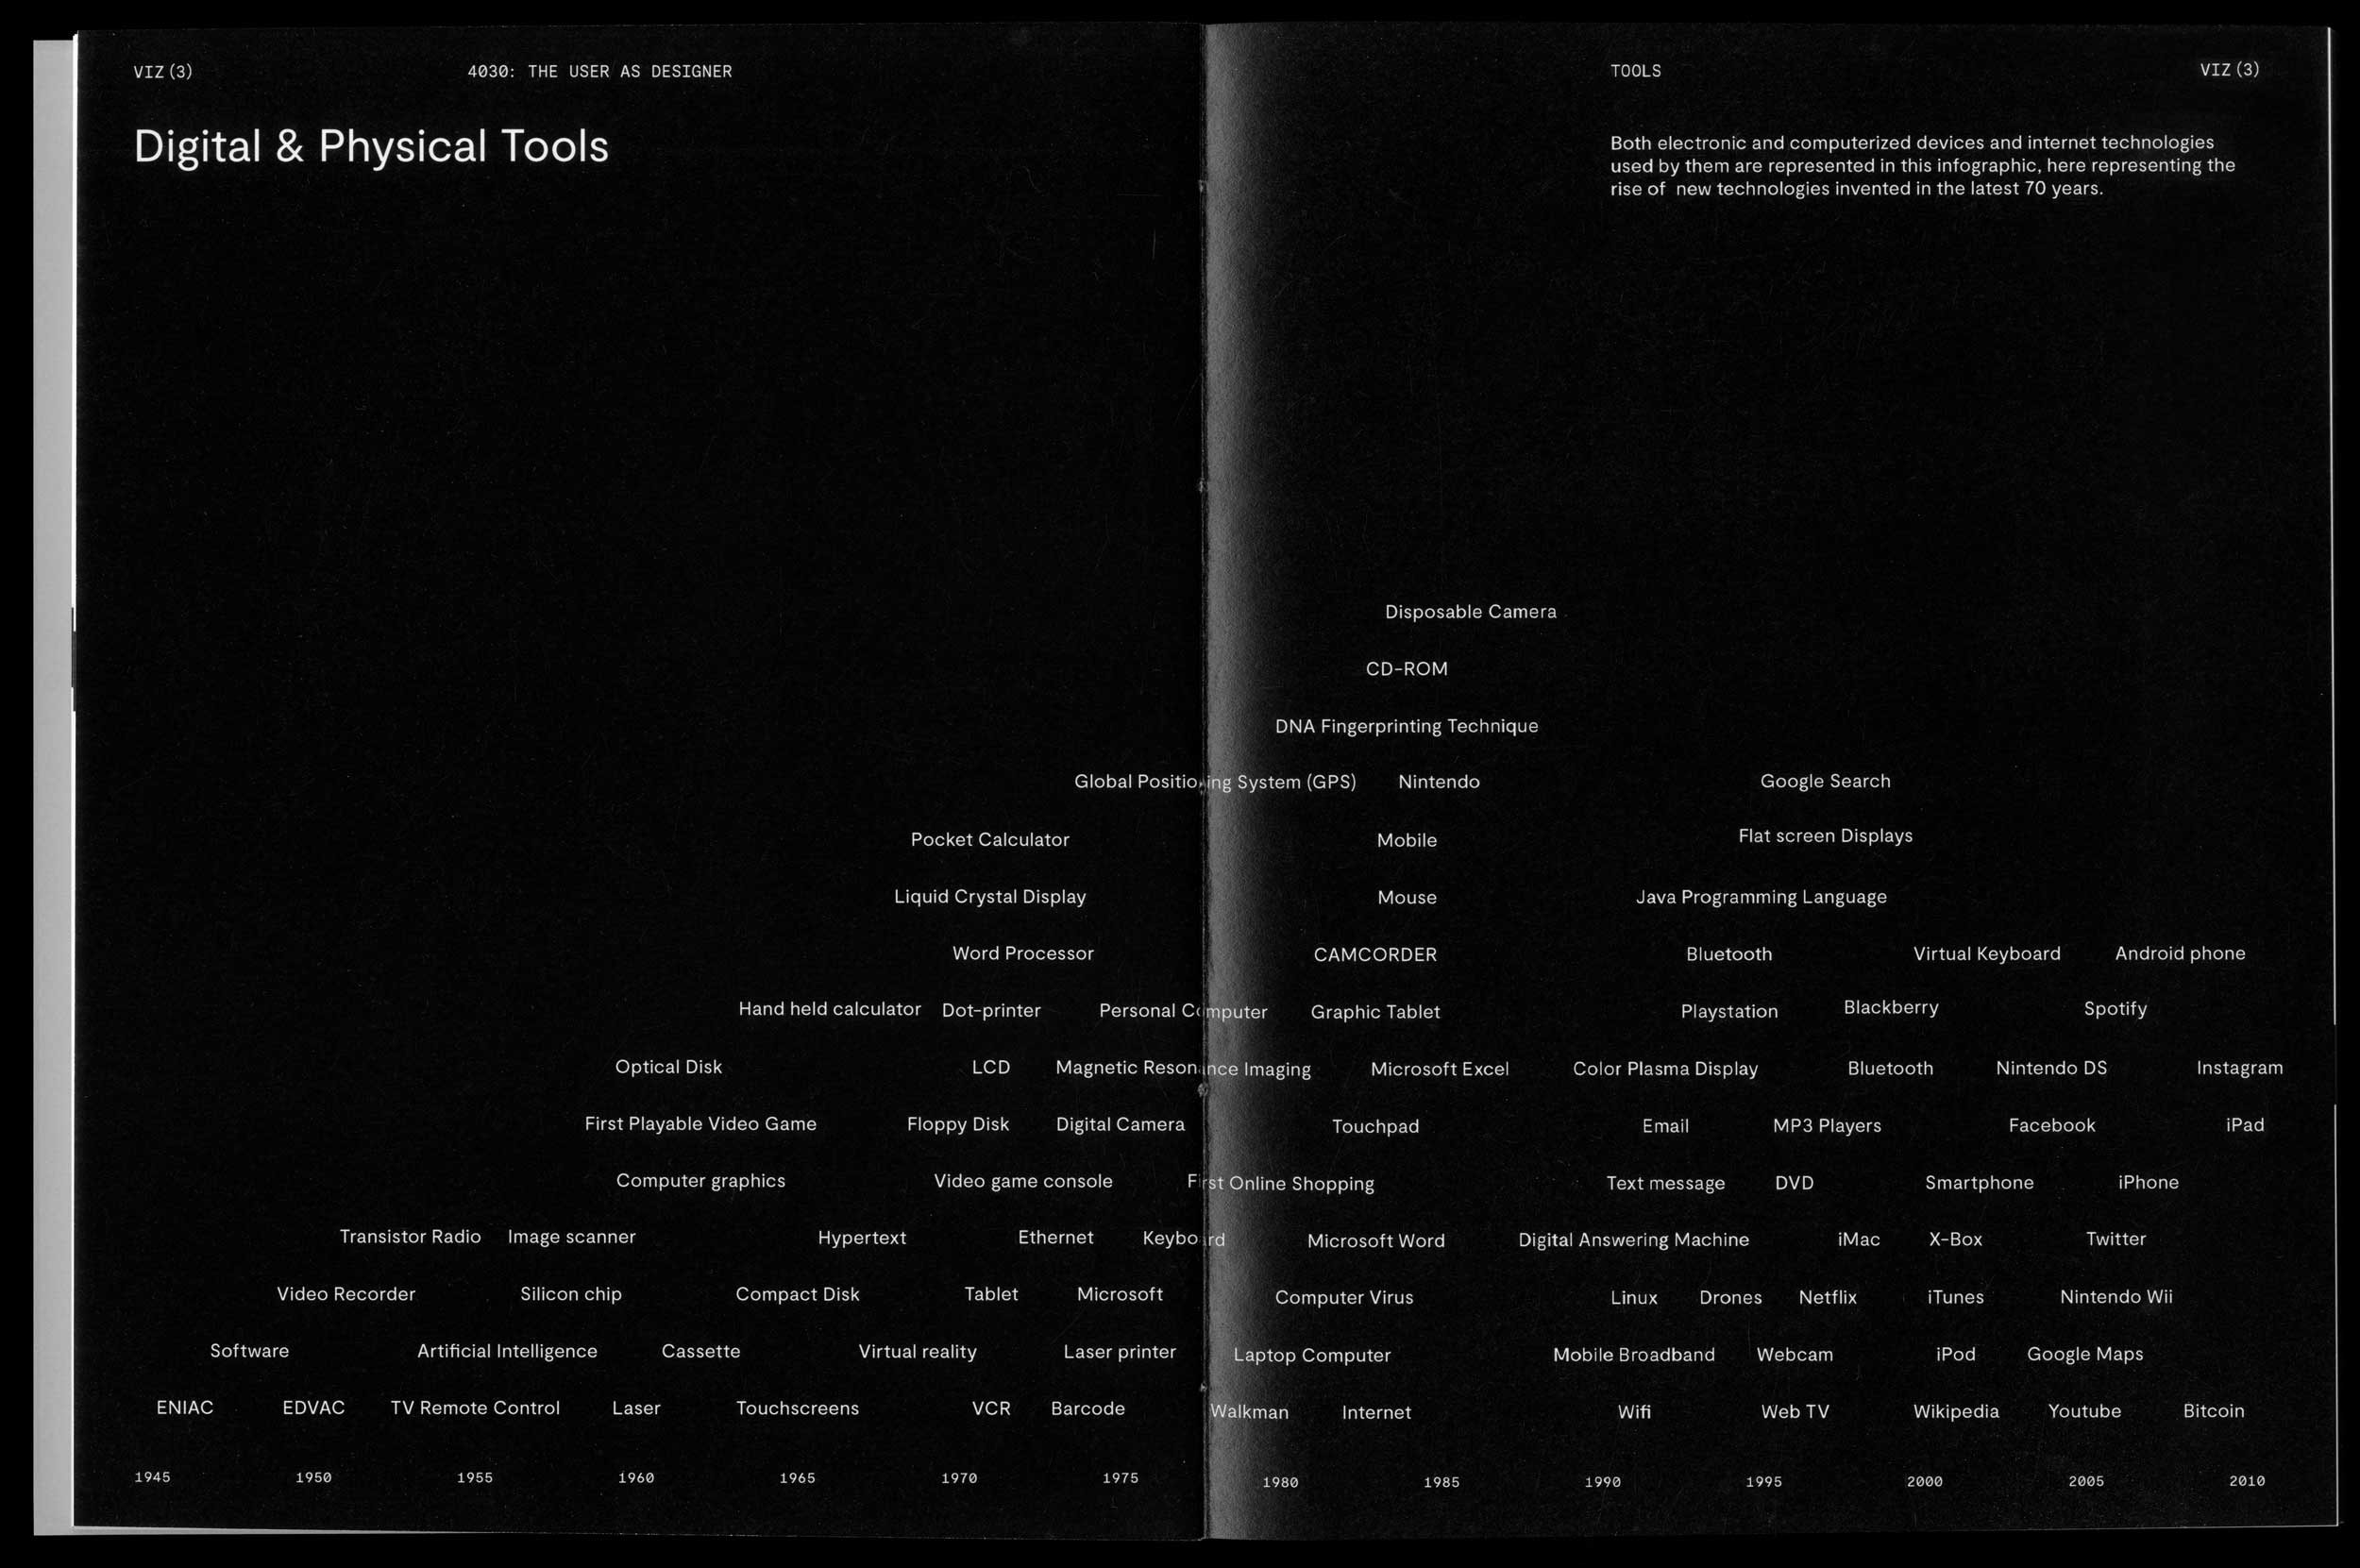 VIZ (3)
4030: THE USER AS DESIGNER
TOOLS
VIZ (3)
Digital & Physical Tools
Both electronic and computerized devices and internet technologies
used by them are represented in this infographic, here representing the
rise of new technologies invented in the latest 70 years.
Disposable Camera
CD-ROM
DNA Fingerprinting Technique
Global Positioning System (GPS) Nintendo Google Search
Pocket Calculator Mobile Flat screen Displays
Liquid Crystal Display Mouse Java Programming Language
Word Processor CAMCORDER Bluetooth Virtual Keyboard Android phone
Hand held calculator Dot-printer Personal Computer Graphic Tablet Playstation Blackberry Spotify
Optical Disk LCD Magnetic Resonance Imaging Microsoft Excel Color Plasma Display Bluetooth Nintendo DS Instagram
First Playable Video Game Floppy Disk Digital Camera Touchpad Email MP3 Players Facebook iPad
Computer graphics Video game console First Online Shopping Text message DVD Smartphone iPhone
Transistor Radio Image scanner Hypertext Ethernet Keyboard Microsoft Word Digital Answering Machine iMac X-Box Twitter
Video Recorder Silicon chip Compact Disk Tablet Microsoft Computer Virus Linux Drones Netflix iTunes Nintendo Wii
Software Artificial Intelligence Cassette Virtual reality Laser printer Laptop Computer Mobile Broadband Webcam iPod Google Maps
ENIAC EDVAC TV Remote Control Laser Touchscreens VCR Barcode Walkman Internet Wifi Web TV Wikipedia Youtube Bitcoin
1945 1950 1955 1960 1965 1970 1975 1980 1985 1990 1995 2000 2005 2010